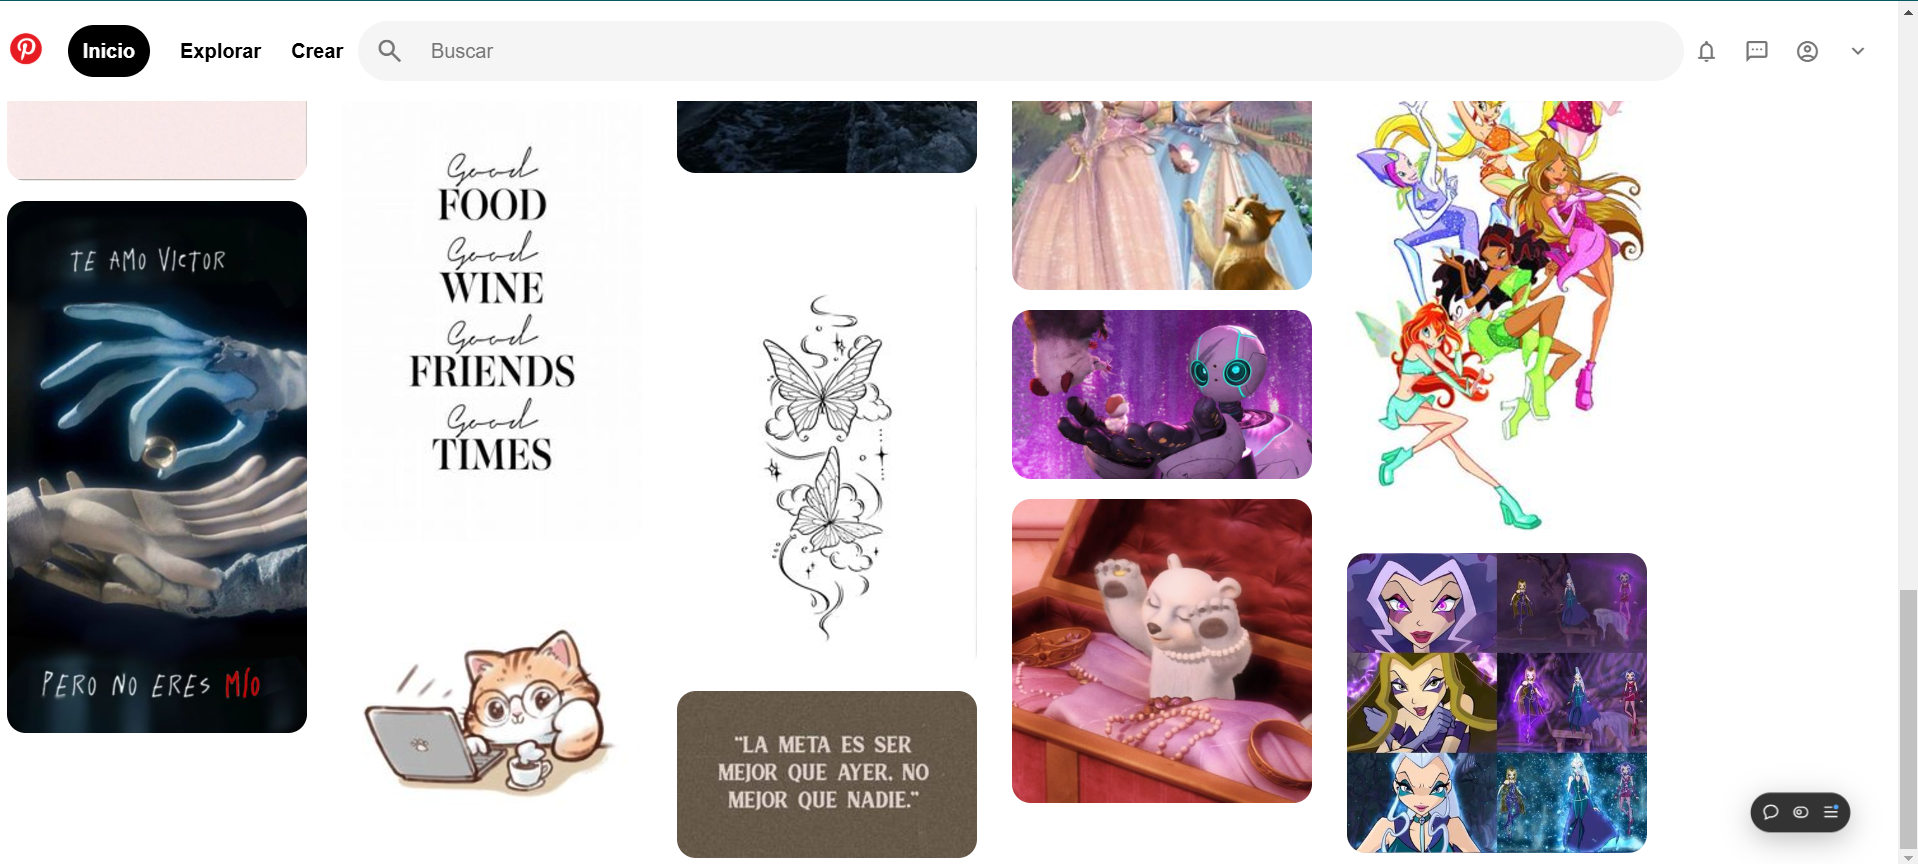 Inicio
Explorar
Crear
Buscar
TE AMO VICTOR
PERO NO ERES MÍO
Good
FOOD
Good
WINE
Good
FRIENDS
Good
TIMES
"LA META ES SER
MEJOR QUE AYER. NO
MEJOR QUE NADIE."